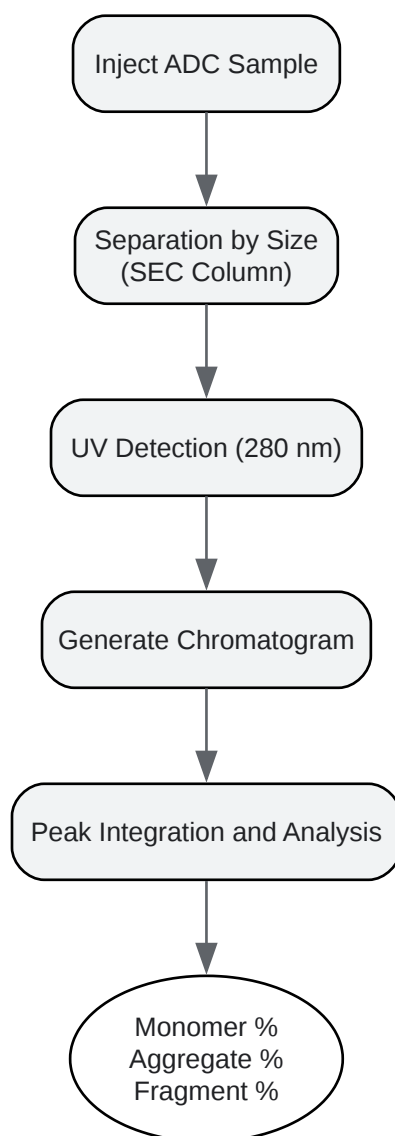 Inject ADC Sample
Separation by Size
(SEC Column)
UV Detection (280 nm)
Generate Chromatogram
Peak Integration and Analysis
Monomer %
Aggregate %
Fragment %